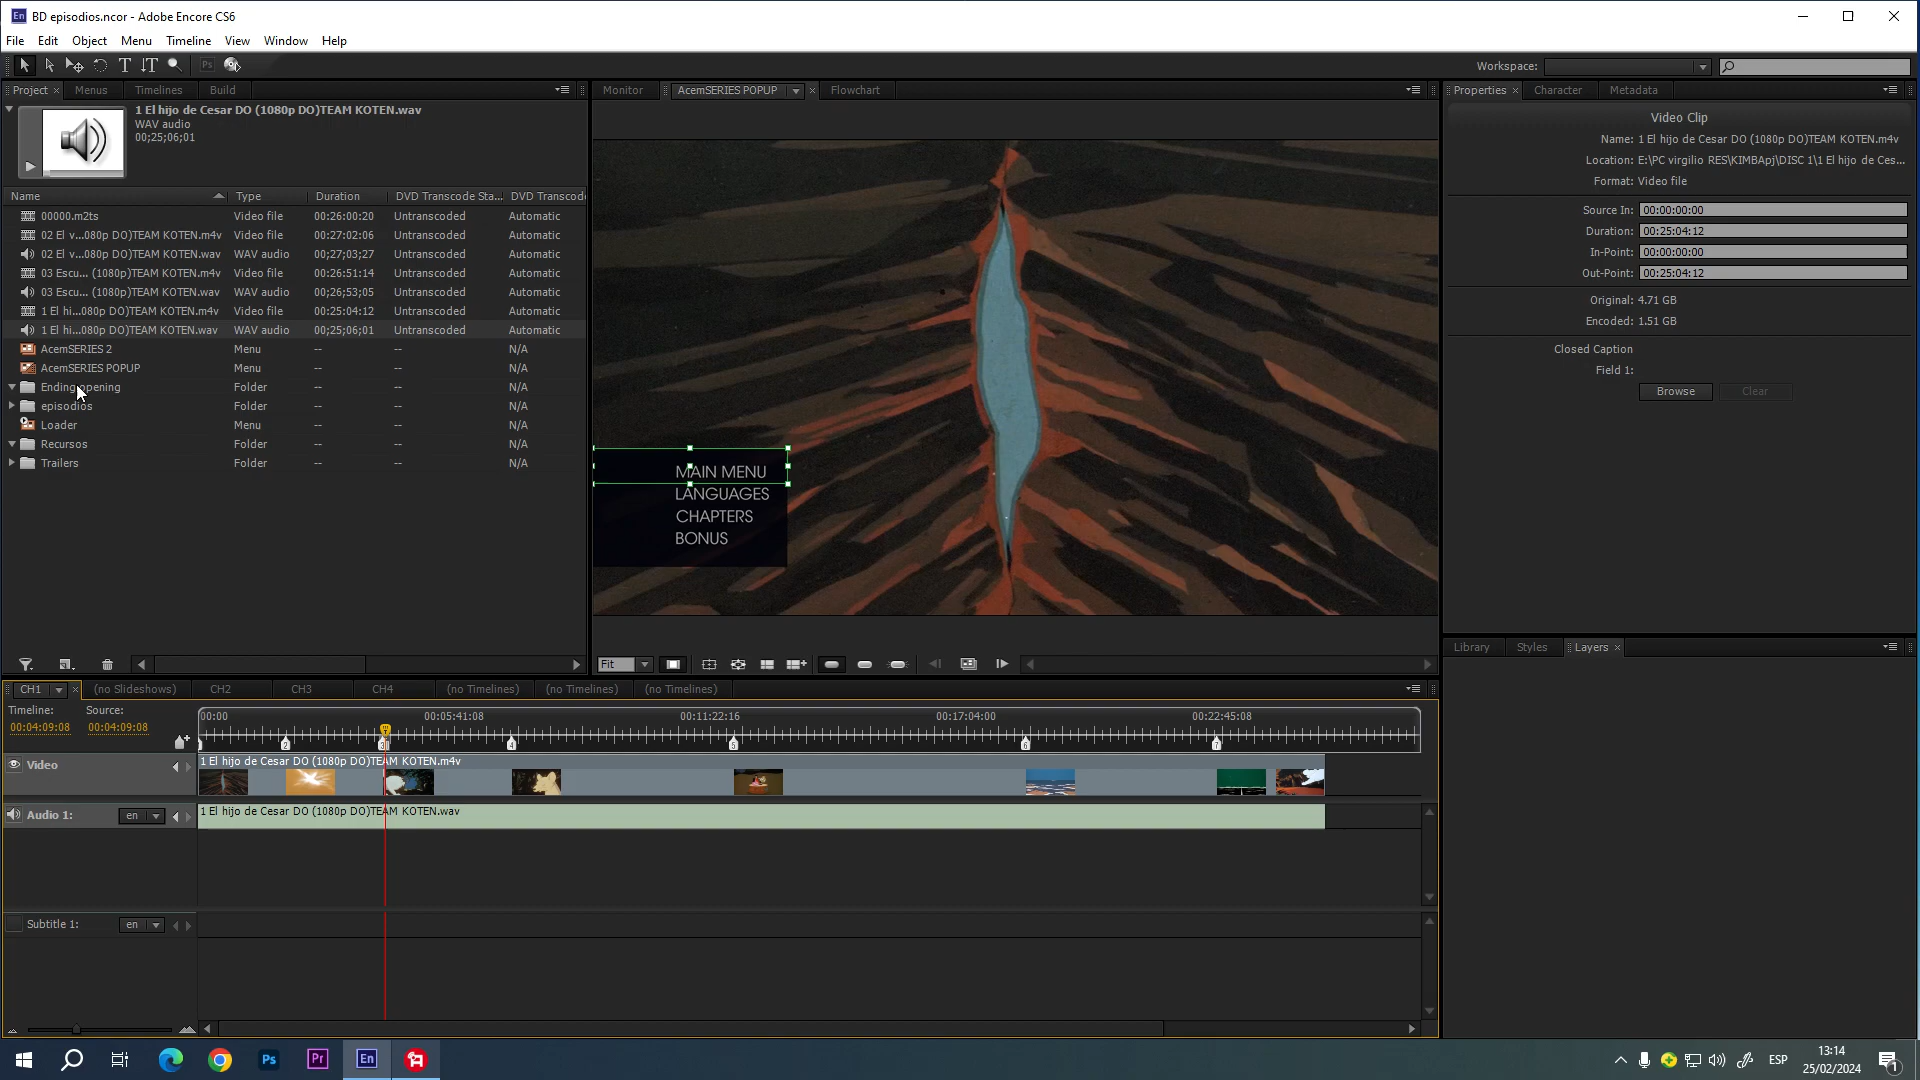 En BD episodios.ncor - Adobe Encore CS6
File Edit Object Menu Timeline View Window Help
Ps
Workspace:
Project × Menus Timelines Build
1 El hijo de Cesar DO (1080p DO)TEAM KOTEN.wav
WAV audio
00;25;06;01
Name Type Duration DVD Transcode Sta... DVD Transcod
00000.m2ts Video file 00:26:00:20 Untranscoded Automatic
02 El v...080p DO)TEAM KOTEN.m4v Video file 00:27:02:06 Untranscoded Automatic
02 El v...080p DO)TEAM KOTEN.wav WAV audio 00;27;03;27 Untranscoded Automatic
03 Escu... (1080p)TEAM KOTEN.m4v Video file 00:26:51:14 Untranscoded Automatic
03 Escu... (1080p)TEAM KOTEN.wav WAV audio 00;26;53;05 Untranscoded Automatic
1 El hi...080p DO)TEAM KOTEN.m4v Video file 00:25:04:12 Untranscoded Automatic
1 El hi...080p DO)TEAM KOTEN.wav WAV audio 00;25;06;01 Untranscoded Automatic
AcemSERIES 2 Menu -- -- N/A
AcemSERIES POPUP Menu -- -- N/A
Ending opening Folder -- -- N/A
episodios Folder -- -- N/A
Loader Menu -- -- N/A
Recursos Folder -- -- N/A
Trailers Folder -- -- N/A
Monitor AcemSERIES POPUP × Flowchart
MAIN MENU
LANGUAGES
CHAPTERS
BONUS
Fit
Properties × Character Metadata
Video Clip
Name: 1 El hijo de Cesar DO (1080p DO)TEAM KOTEN.m4v
Location: E:\PC virgilio RES\KIMBApj\DISC 1\1 El hijo de Ces...
Format: Video file
Source In: 00:00:00:00
Duration: 00:25:04:12
In-Point: 00:00:00:00
Out-Point: 00:25:04:12
Original: 4.71 GB
Encoded: 1.51 GB
Closed Caption
Field 1:
Browse Clear
Library Styles Layers ×
CH1 × (no Slideshows) CH2 CH3 CH4 (no Timelines) (no Timelines) (no Timelines)
Timeline: Source:
00:04:09:08 00:04:09:08
00:00 00:05:41:08 00:11:22:16 00:17:04:00 00:22:45:08
2 3 4 5 6 7
Video
1 El hijo de Cesar DO (1080p DO)TEAM KOTEN.m4v
Audio 1: en
1 El hijo de Cesar DO (1080p DO)TEAM KOTEN.wav
Subtitle 1: en
Ps Pr En
ESP
13:14
25/02/2024
1